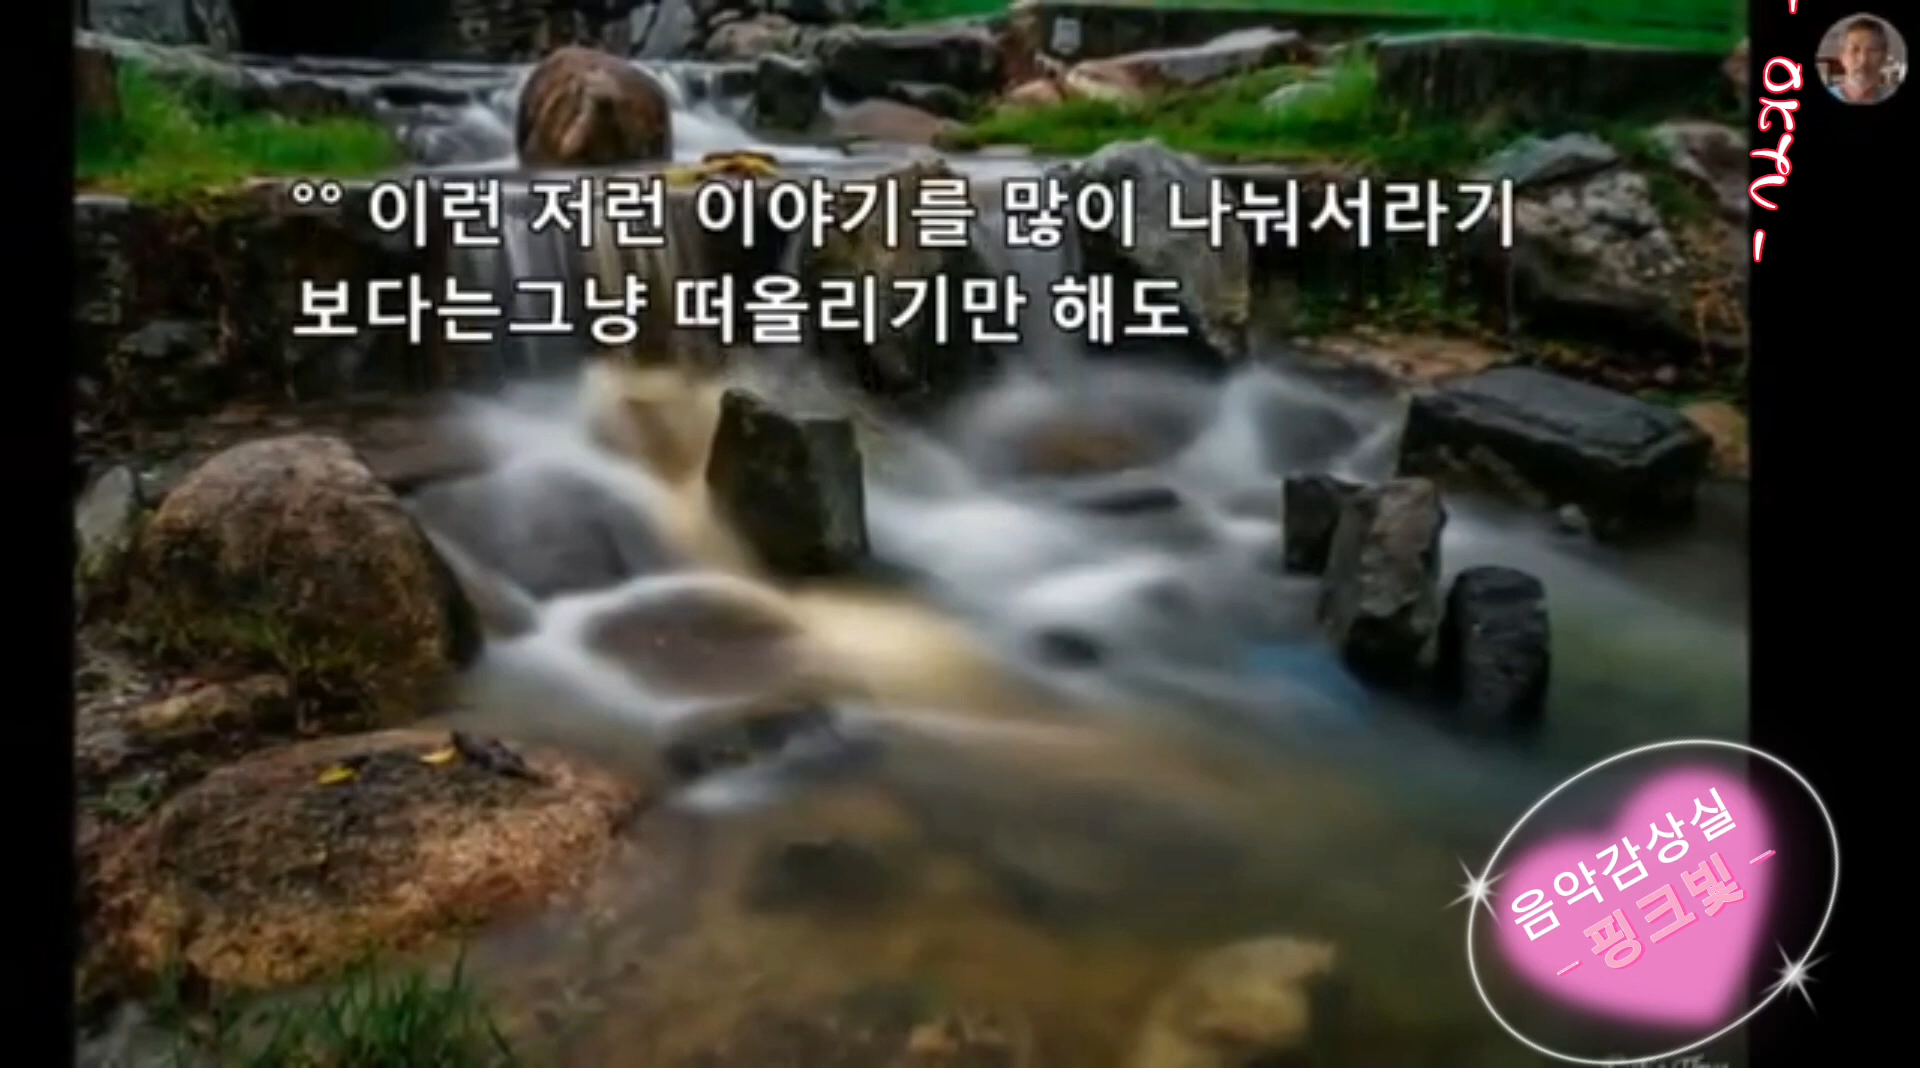 °° 이런 저런 이야기를 많이 나눠서라기
보다는그냥 떠올리기만 해도
음악감상실
- 핑크빛 -